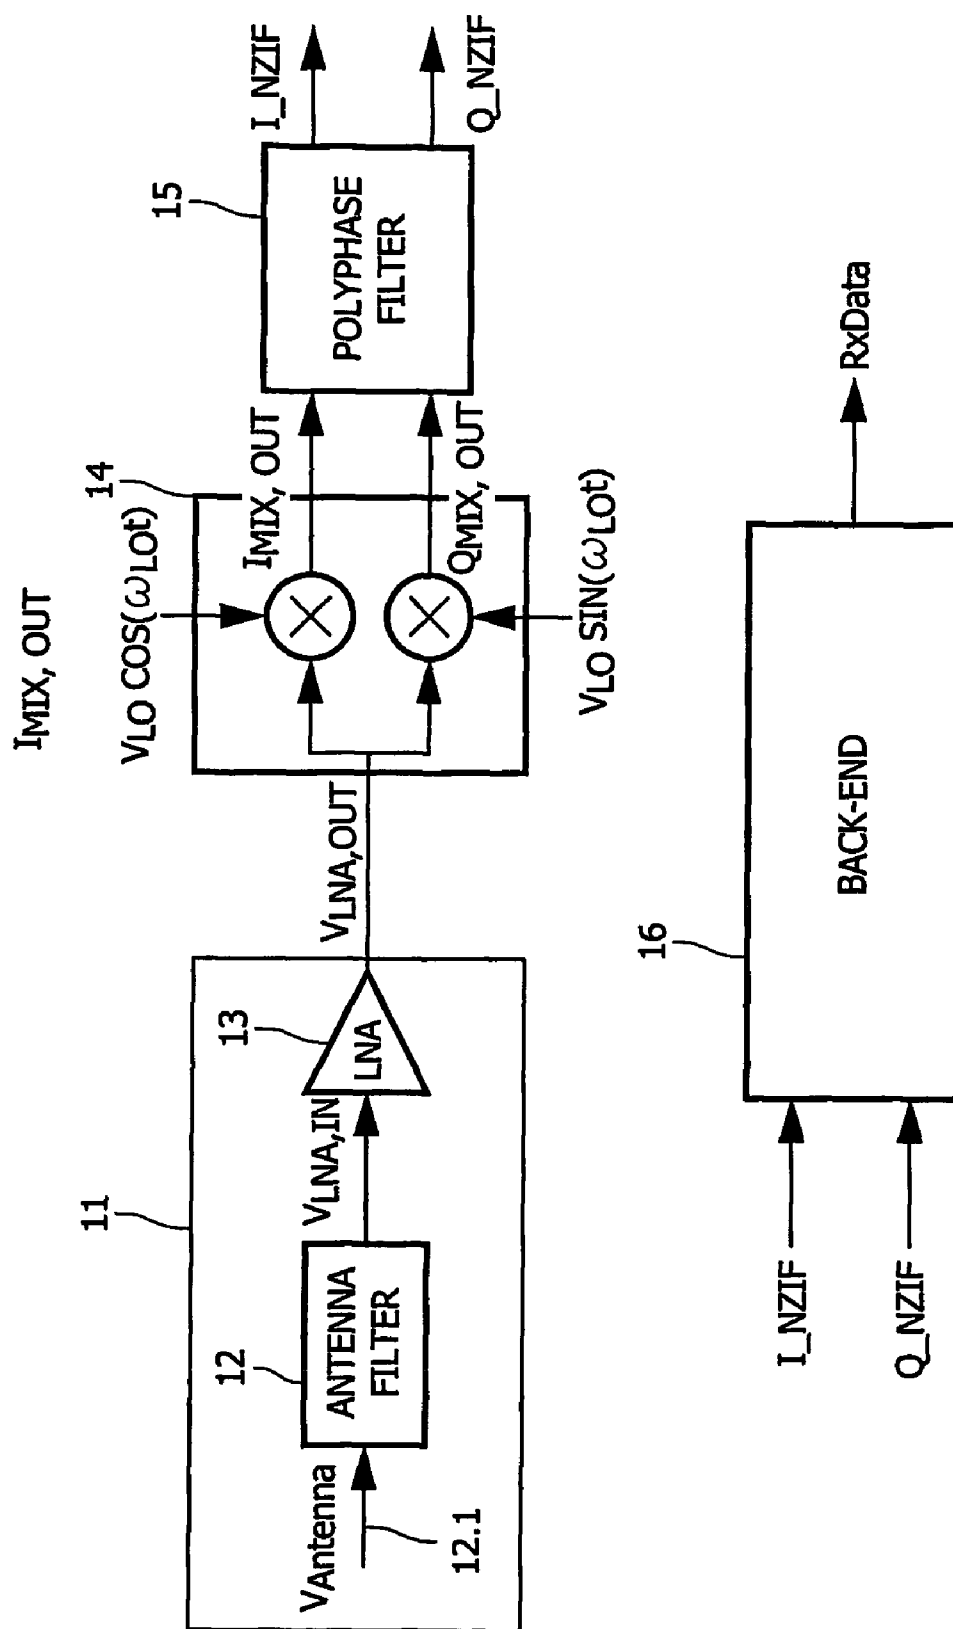 IMIX, OUT
VLO COS(ωLOt)
14
15
11
12
13
VAntenna
12.1
ANTENNA
FILTER
VLNA,IN
LNA
VLNA,OUT
IMIX, OUT
QMIX, OUT
VLO SIN(ωLOt)
POLYPHASE
FILTER
I_NZIF
Q_NZIF
16
I_NZIF
Q_NZIF
BACK-END
RxData